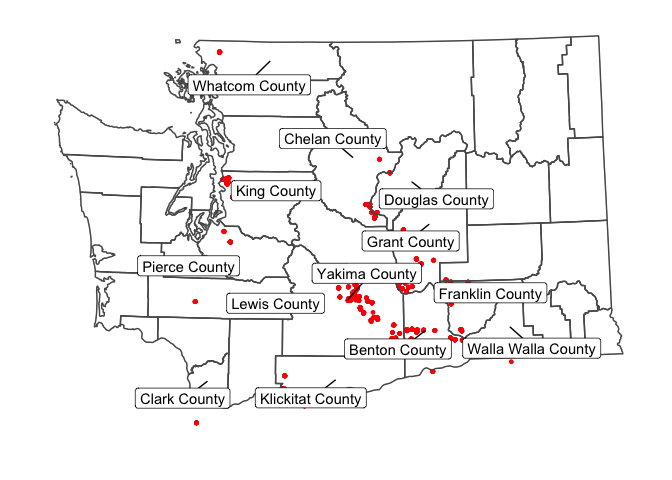 Whatcom County
Chelan County
King County
Douglas County
Grant County
Pierce County
Yakima County
Lewis County
Franklin County
Benton County
Walla Walla County
Clark County
Klickitat County